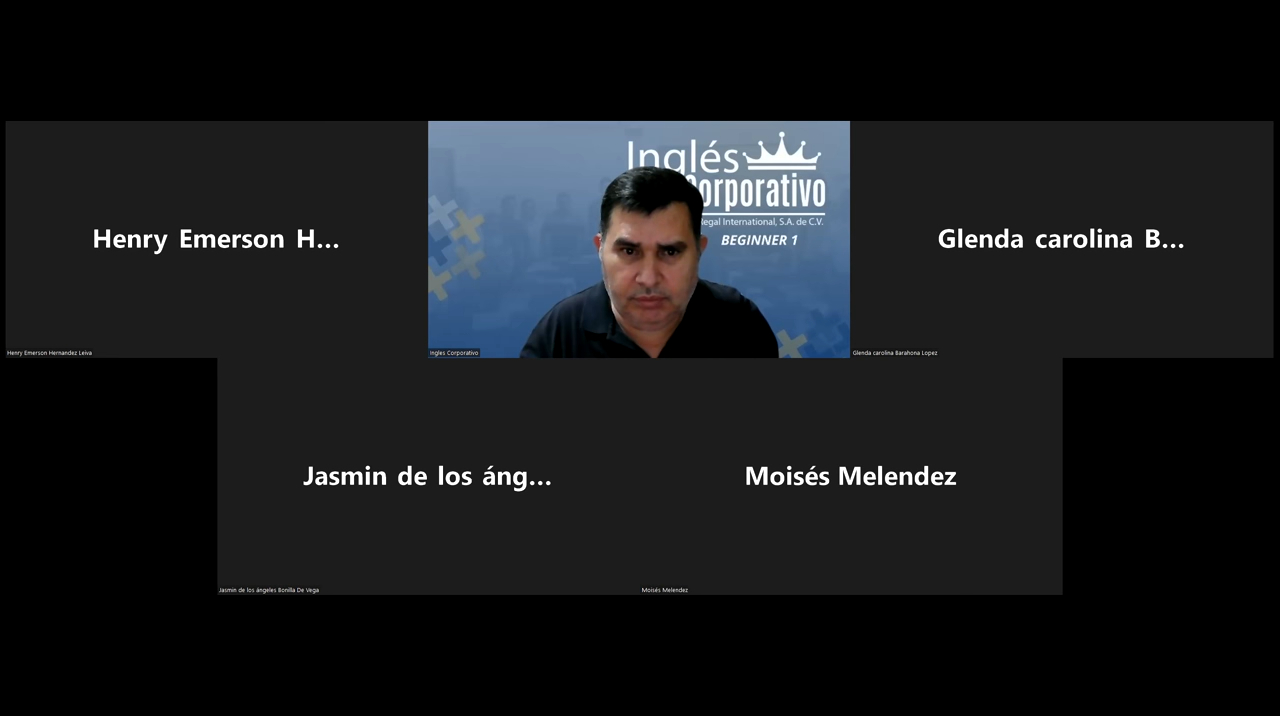 Henry Emerson H...
Henry Emerson Hernandez Leiva
Inglés
Corporativo
Regal International, S.A. de C.V.
BEGINNER 1
Ingles Corporativo
Glenda carolina B...
Glenda carolina Barahona Lopez
Jasmin de los áng...
Jasmin de los ángeles Bonilla De Vega
Moisés Melendez
Moisés Melendez